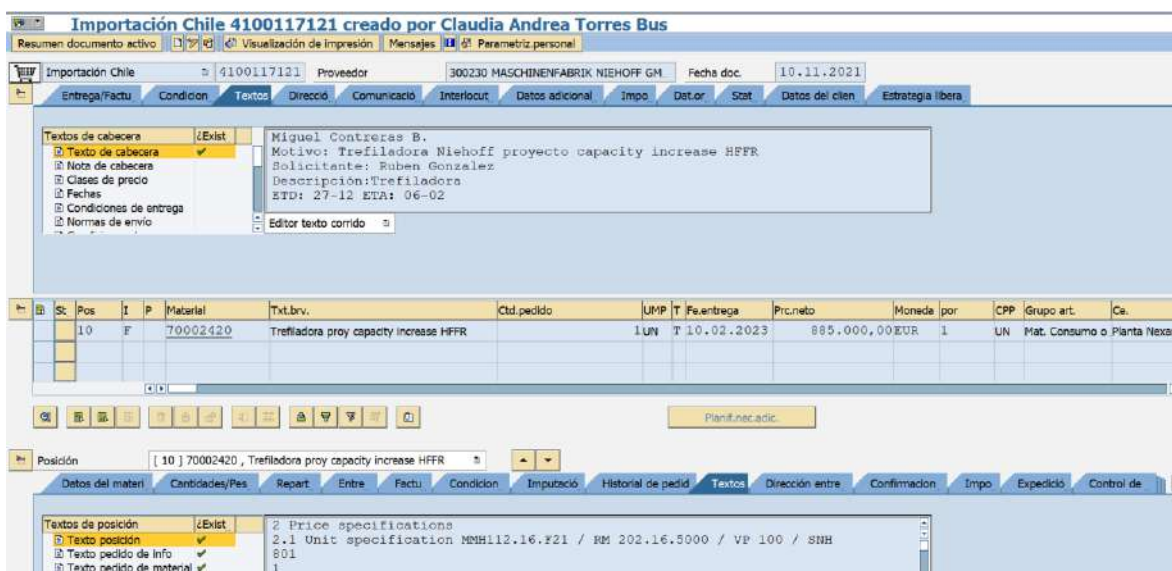 Importación Chile 4100117121 creado por Claudia Andrea Torres Bus
Resumen documento activo Visualización de impresión Mensajes Parametriz.personal
Importación Chile 4100117121 Proveedor 300230 MASCHINENFABRIK NIEHOFF GM... Fecha doc. 10.11.2021
Entrega/Factu Condicion Textos Direcció Comunicació Interlocut Datos adicional Impo Dat.or Stat Datos del clien Estrategia libera
Textos de cabecera ¿Exist
Texto de cabecera
Nota de cabecera
Clases de precio
Fechas
Condiciones de entrega
Normas de envío
Miguel Contreras B.
Motivo: Trefiladora Niehoff proyecto capacity increase HFFR
Solicitante: Ruben Gonzalez
Descripción:Trefiladora
ETD: 27-12 ETA: 06-02
Editor texto corrido
St Pos I P Material Txt.brv. Ctd.pedido UMP T Fe.entrega Prc.neto Moneda por CPP Grupo art. Ce.
10 F 70002420 Trefiladora proy capacity increase HFFR 1 UN T 10.02.2023 885.000,00 EUR 1 UN Mat. Consumo o Planta Nexa
Planif.nec.adic.
Posición [ 10 ] 70002420 , Trefiladora proy capacity increase HFFR
Datos del materi Cantidades/Pes Repart Entre Factu Condicion Imputació Historial de pedid Textos Dirección entre Confirmacion Impo Expedició Control de
Textos de posición ¿Exist
Texto posición
Texto pedido de info
Texto pedido de material
2 Price specifications
2.1 Unit specification MMH112.16.F21 / RM 202.16.5000 / VP 100 / SNH
801
1